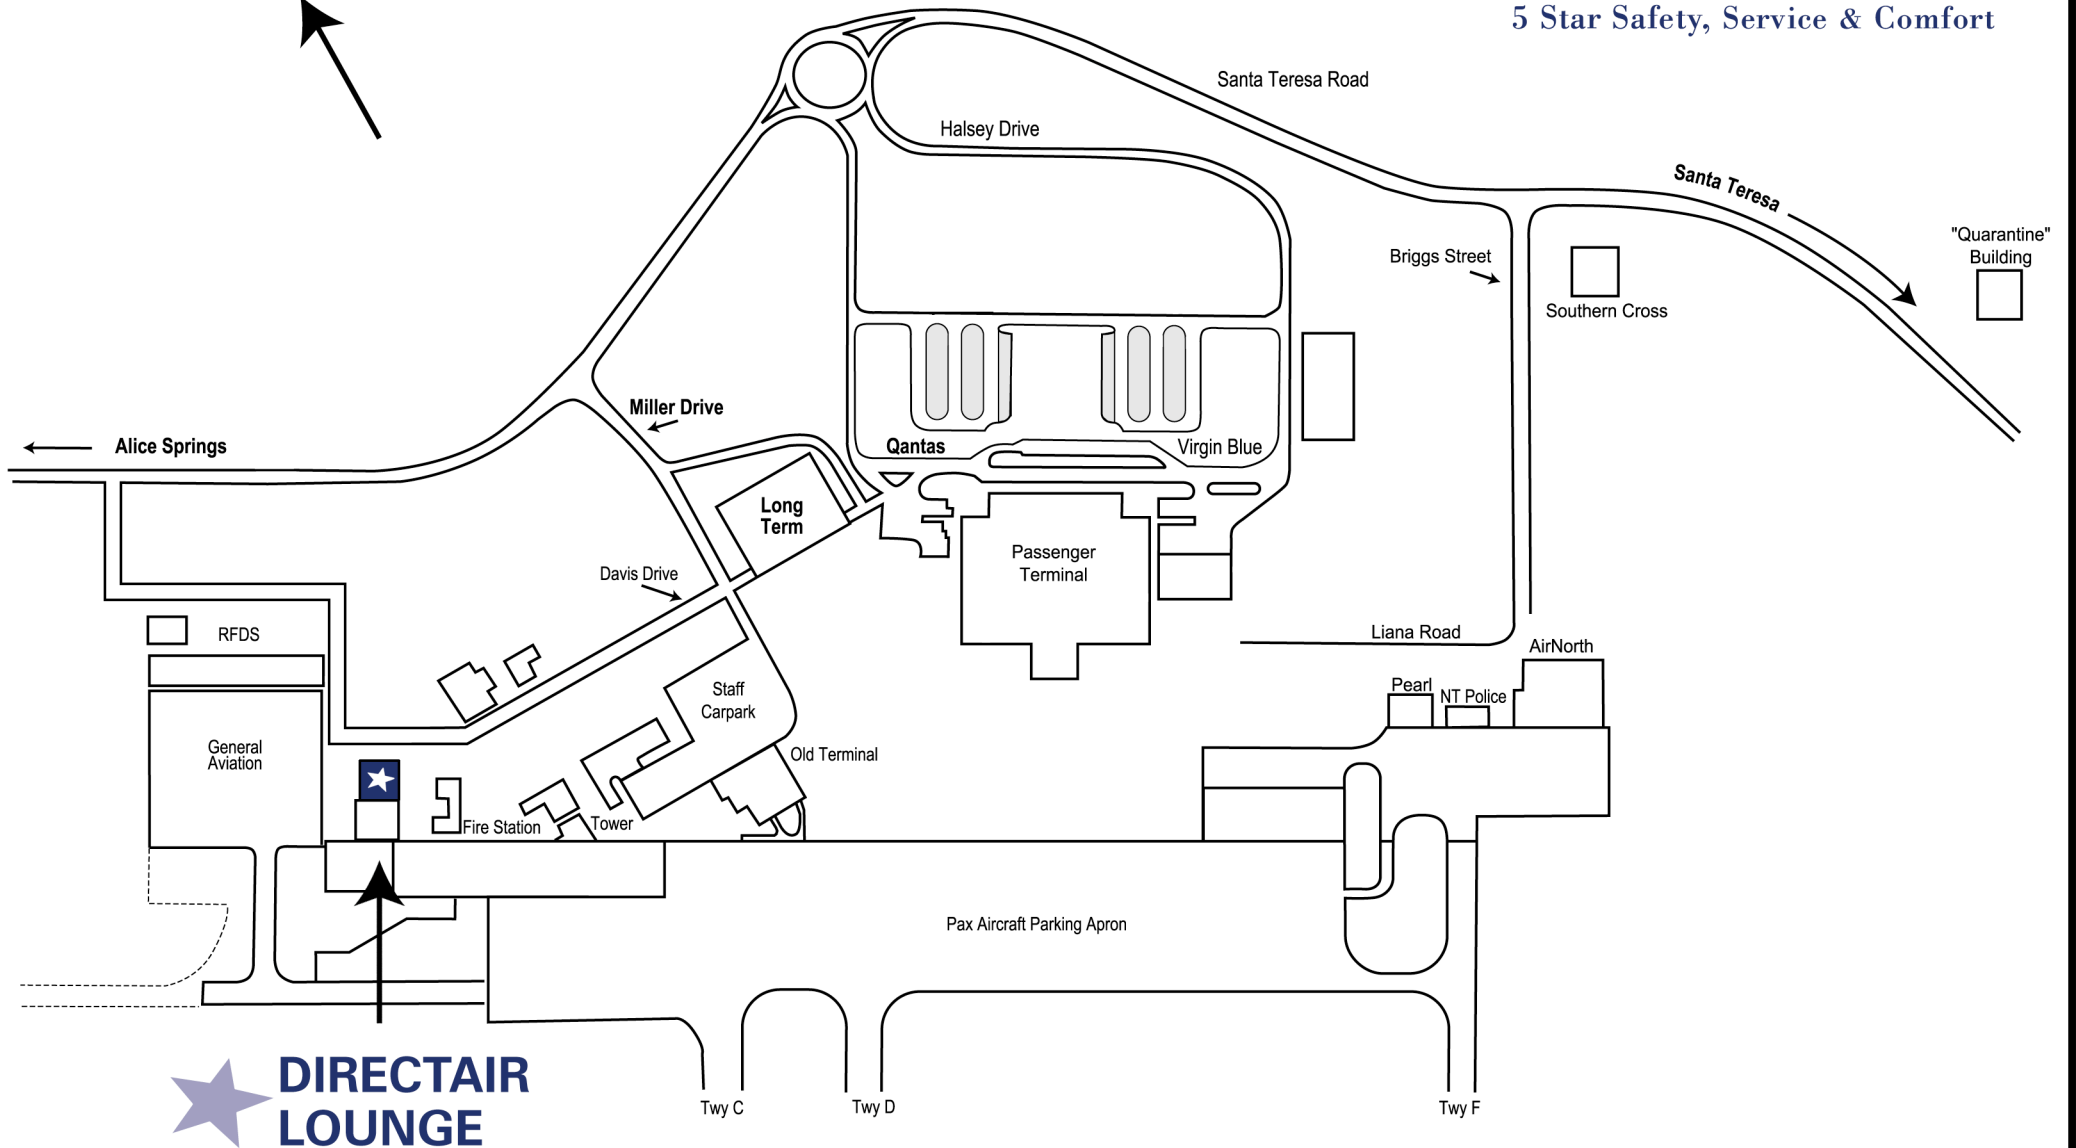 5 Star Safety, Service & Comfort
Santa Teresa Road
Halsey Drive
Santa Teresa
"Quarantine"
Building
Briggs Street
Southern Cross
Miller Drive
Alice Springs
Qantas
Virgin Blue
Long
Term
Passenger
Terminal
Davis Drive
RFDS
Liana Road
AirNorth
Pearl
NT Police
Staff
Carpark
General
Aviation
Old Terminal
Fire Station
Tower
Pax Aircraft Parking Apron
Twy C
Twy D
Twy F
DIRECTAIR
LOUNGE